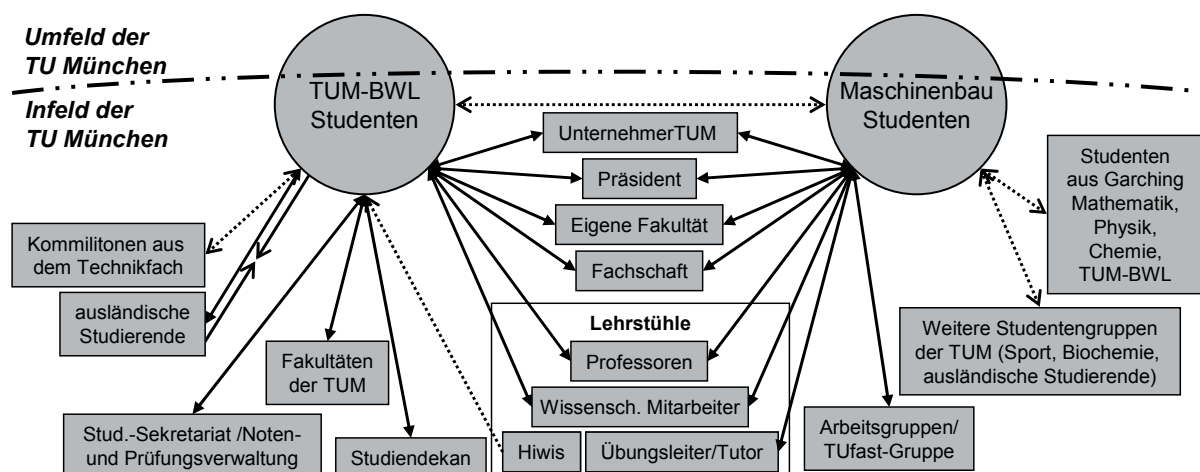 Umfeld der
TU München
Infeld der
TU München
TUM-BWL
Studenten
Maschinenbau
Studenten
UnternehmerTUM
Präsident
Eigene Fakultät
Fachschaft
Kommilitonen aus
dem Technikfach
ausländische
Studierende
Studenten
aus Garching
Mathematik,
Physik,
Chemie,
TUM-BWL
Weitere Studentengruppen
der TUM (Sport, Biochemie,
ausländische Studierende)
Fakultäten
der TUM
Lehrstühle
Professoren
Wissensch. Mitarbeiter
Hiwis
Übungsleiter/Tutor
Stud.-Sekretariat /Noten-
und Prüfungsverwaltung
Studiendekan
Arbeitsgruppen/
TUfast-Gruppe